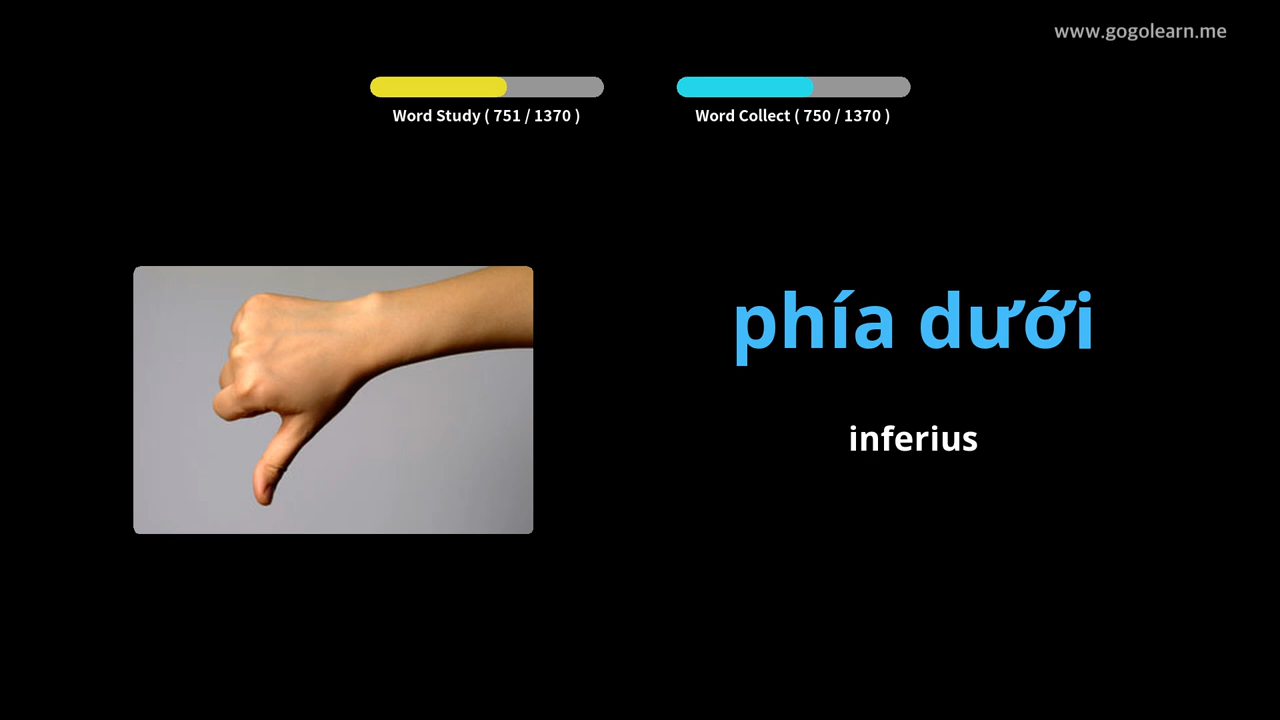 www.gogolearn.me
Word Study ( 751 / 1370 )
Word Collect ( 750 / 1370 )
phía dưới
inferius